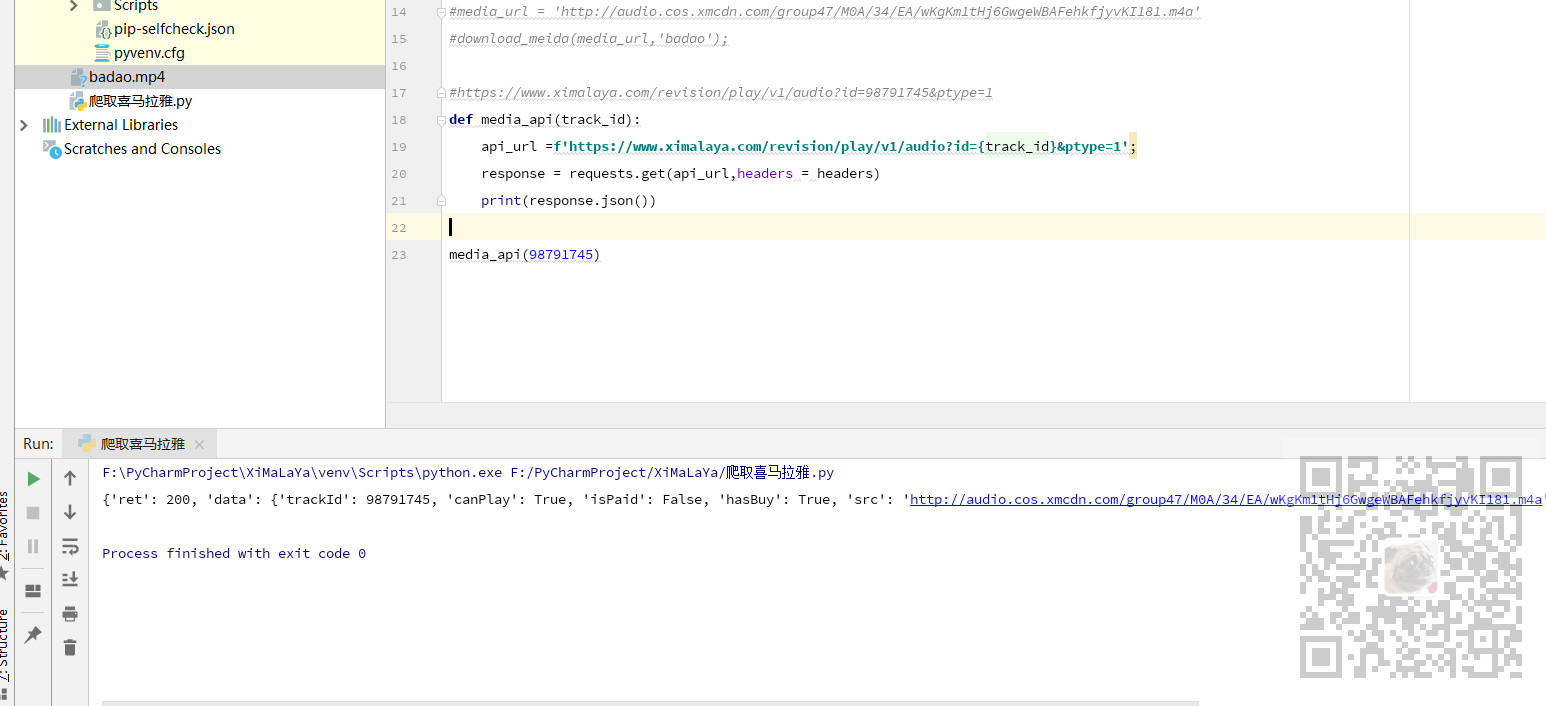 Scripts
pip-selfcheck.json
pyvenv.cfg
badao.mp4
爬取喜马拉雅.py
External Libraries
Scratches and Consoles
14 #media_url = 'http://audio.cos.xmcdn.com/group47/M0A/34/EA/wKgKm1tHj6GwgeWBAFehkfjyvKI181.m4a'
15 #download_meida(media_url,'badao');
16
17 #https://www.ximalaya.com/revision/play/v1/audio?id=98791745&ptype=1
18 def media_api(track_id):
19 api_url =f'https://www.ximalaya.com/revision/play/v1/audio?id={track_id}&ptype=1';
20 response = requests.get(api_url,headers = headers)
21 print(response.json())
22
23 media_api(98791745)
Run: 爬取喜马拉雅
F:\PyCharmProject\XiMaLaYa\venv\Scripts\python.exe F:/PyCharmProject/XiMaLaYa/爬取喜马拉雅.py
{'ret': 200, 'data': {'trackId': 98791745, 'canPlay': True, 'isPaid': False, 'hasBuy': True, 'src': 'http://audio.cos.xmcdn.com/group47/M0A/34/EA/wKgKm1tHj6GwgeWBAFehkfjyvKI181.m4a'
Process finished with exit code 0
2: Favorites
7: Structure